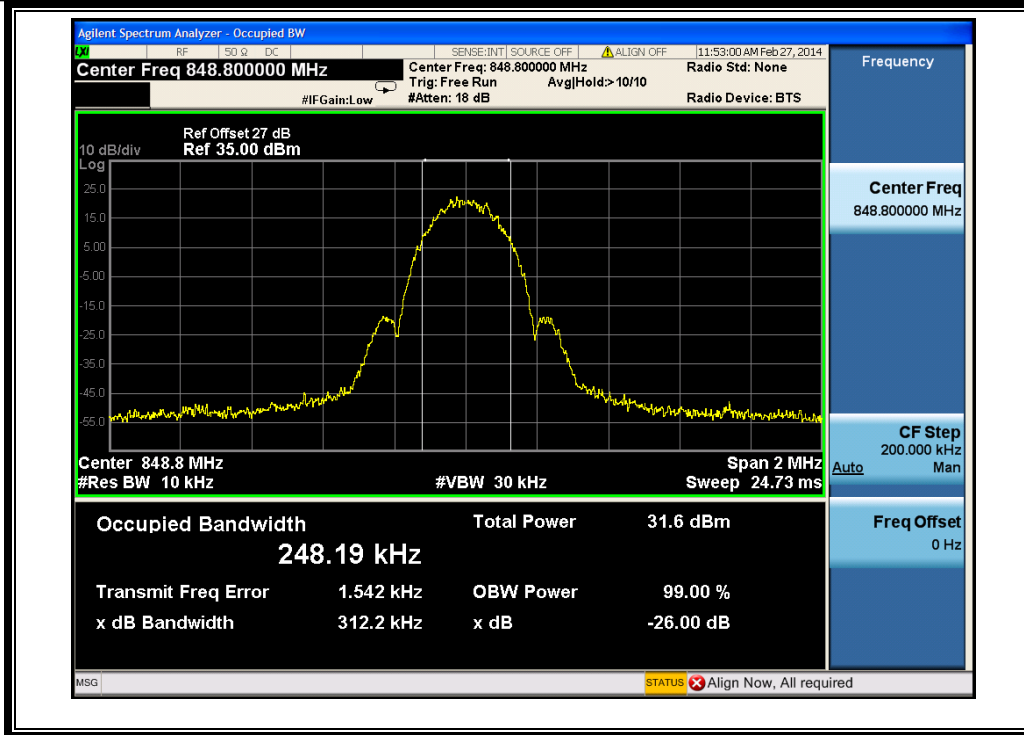 Agilent Spectrum Analyzer - Occupied BW
LXI RF 50 Ω DC SENSE:INT SOURCE OFF ALIGN OFF 11:53:00 AM Feb 27, 2014
Center Freq 848.800000 MHz
Center Freq: 848.800000 MHz
Radio Std: None
Trig: Free Run Avg|Hold:> 10/10
#IFGain:Low
#Atten: 18 dB
Radio Device: BTS
Ref Offset 27 dB
10 dB/div Ref 35.00 dBm
Log
25.0
15.0
5.00
-5.00
-15.0
-25.0
-35.0
-45.0
-55.0
Center 848.8 MHz Span 2 MHz
#Res BW 10 kHz #VBW 30 kHz Sweep 24.73 ms
Occupied Bandwidth Total Power 31.6 dBm
248.19 kHz
Transmit Freq Error 1.542 kHz OBW Power 99.00 %
x dB Bandwidth 312.2 kHz x dB -26.00 dB
Frequency
Center Freq
848.800000 MHz
CF Step
200.000 kHz
Auto Man
Freq Offset
0 Hz
MSG STATUS Align Now, All required